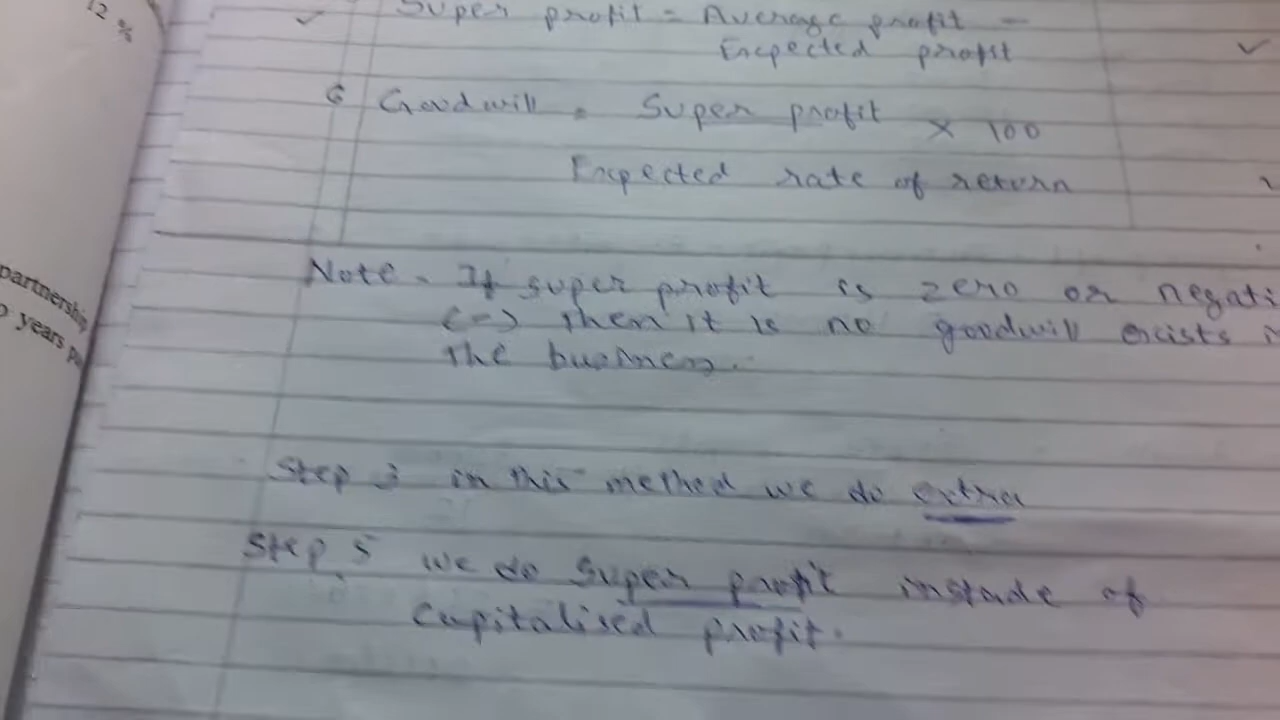 12 %
partnership
years
Super profit = Average profit -
Expected profit
6 Goodwill = Super profit x 100
Expected rate of return
Note - If super profit is zero or negati
(-) then it is no goodwill exists i
the business.
Step 3 in this method we do extra
Step 5 we do Super profit instade of
Capitalised profit.